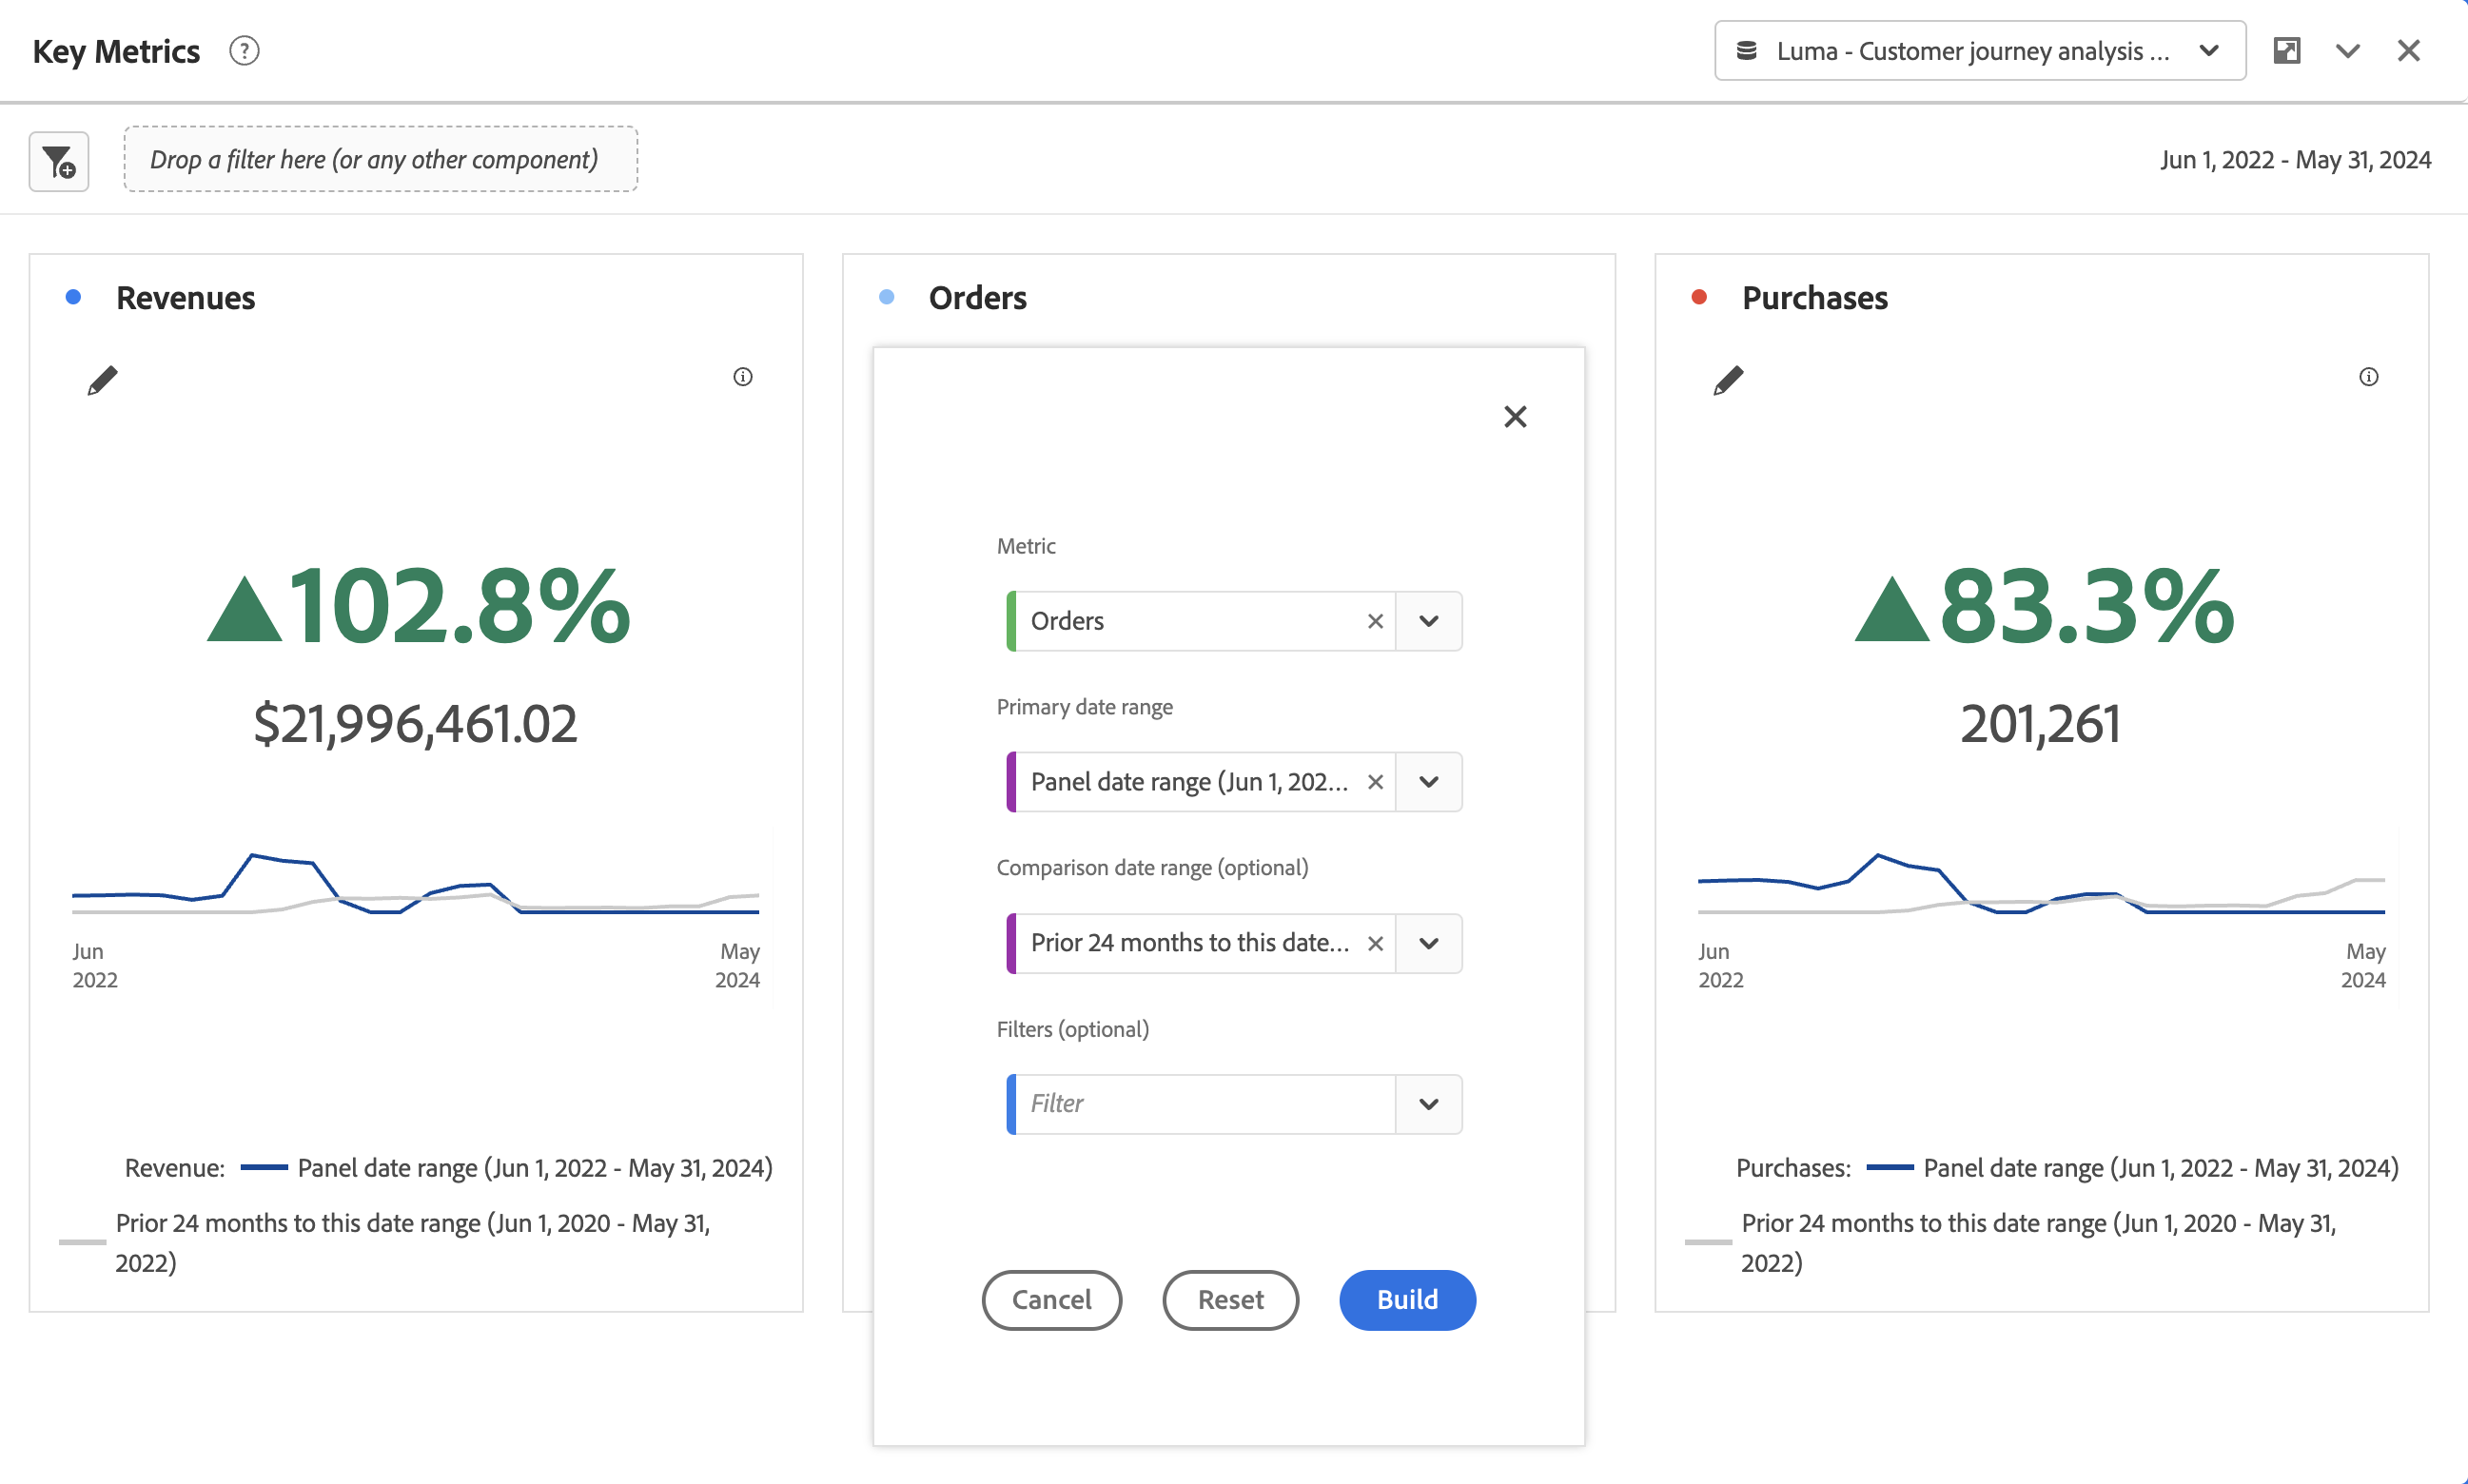 Key Metrics
Luma - Customer journey analysis ...
Drop a filter here (or any other component)
Jun 1, 2022 - May 31, 2024
Revenues
102.8%
$21,996,461.02
Jun
2022
May
2024
Revenue: Panel date range (Jun 1, 2022 - May 31, 2024)
Prior 24 months to this date range (Jun 1, 2020 - May 31,
2022)
Orders
Metric
Orders
Primary date range
Panel date range (Jun 1, 202...
Comparison date range (optional)
Prior 24 months to this date...
Filters (optional)
Filter
Cancel
Reset
Build
Purchases
83.3%
201,261
Jun
2022
May
2024
Purchases: Panel date range (Jun 1, 2022 - May 31, 2024)
Prior 24 months to this date range (Jun 1, 2020 - May 31,
2022)